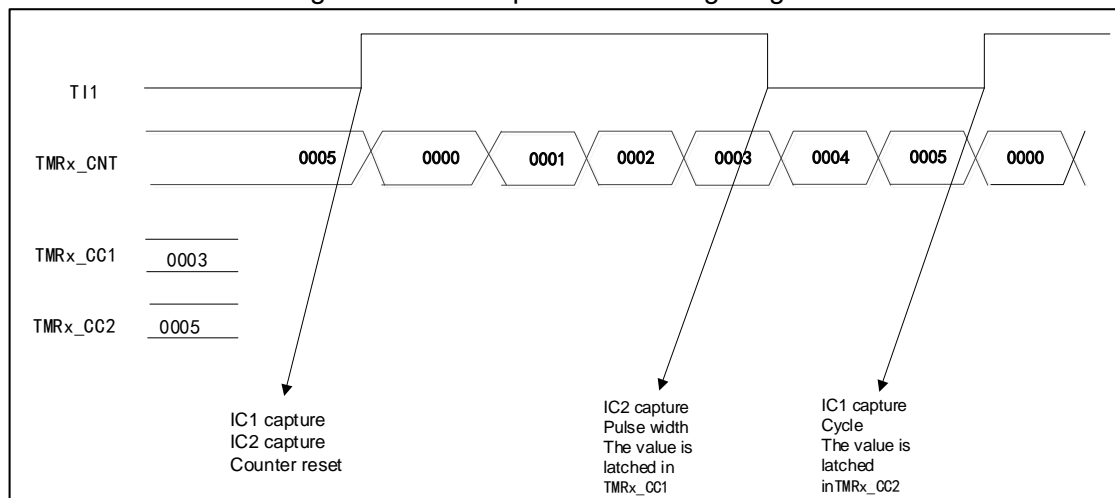 TI1
TMRx_CNT
0005 0000 0001 0002 0003 0004 0005 0000
TMRx_CC1
0003
TMRx_CC2
0005
IC1 capture
IC2 capture
Counter reset
IC2 capture
Pulse width
The value is
latched in
TMRx_CC1
IC1 capture
Cycle
The value is
latched
inTMRx_CC2